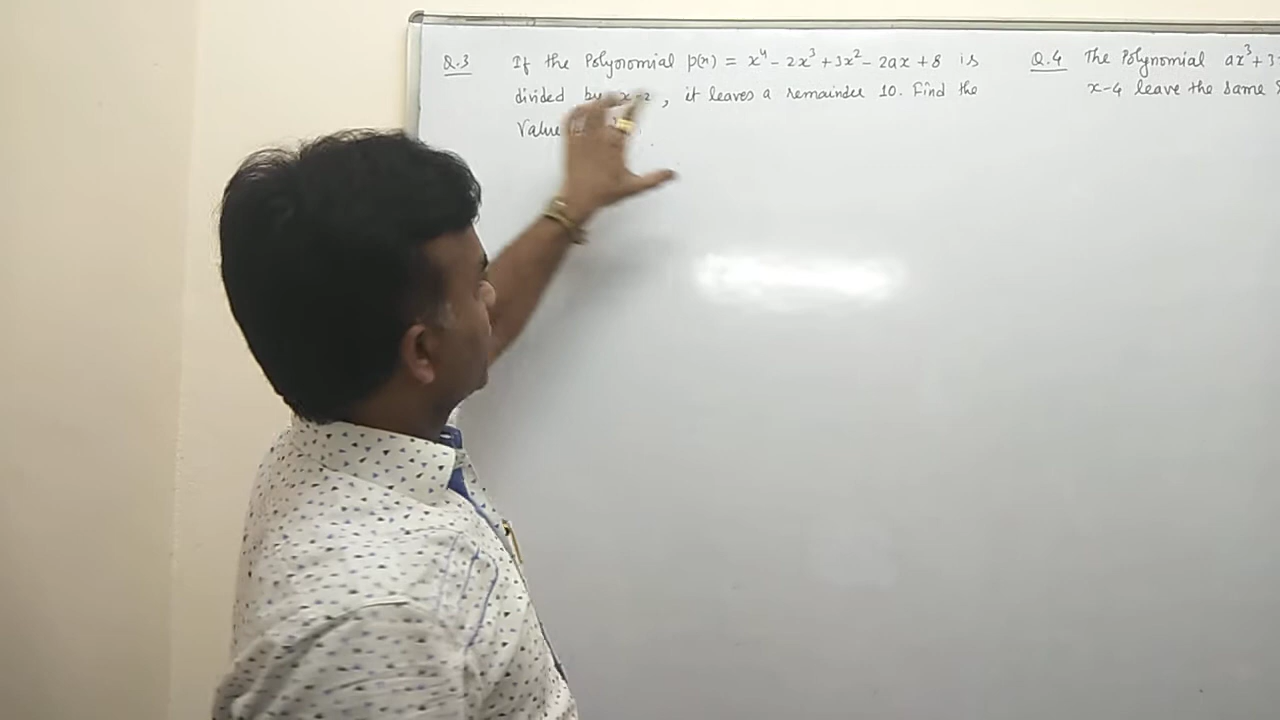 Q.3 If the Polynomial p(x) = x⁴ - 2x³ + 3x² - 2ax + 8 is
divided by x-2, it leaves a remainder 10. Find the
Value
Q.4 The Polynomial ax³ + 3
x-4 leave the same